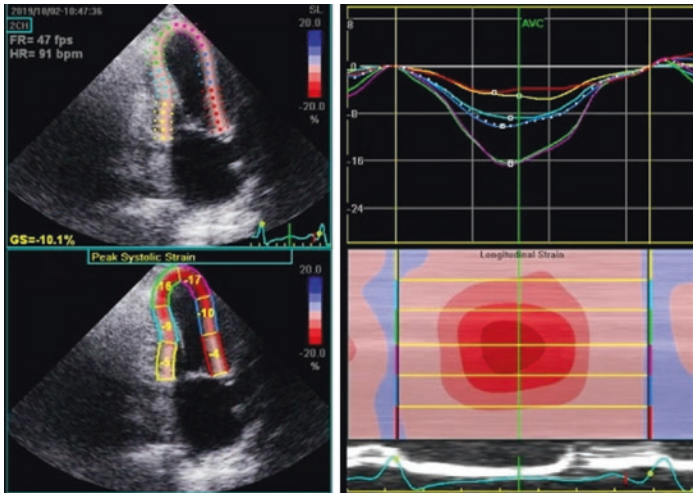 2019/10/02-10:47:36
SL
2CH
20.0
FR= 47 fps
HR= 91 bpm
-20.0
%
GS=-10.1%
AVC
8
0
-8
-16
-24
Peak Systolic Strain
20.0
-20.0
%
16
-17
-9
-10
-5
-4
Longitudinal Strain